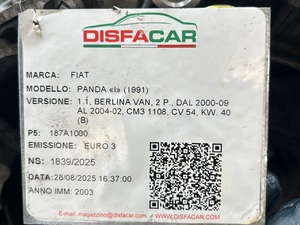 DISFACAR
MARCA: FIAT
MODELLO: PANDA «I» (1991)
VERSIONE: 1.1, BERLINA VAN, 2 P., DAL 2000-09
AL 2004-02, CM3 1108, CV 54, KW. 40
(B)
P5: 187A1000
EMISSIONE: EURO 3
NS: 1839/2025
DATA:28/08/2025 16:37:00
ANNO IMM: 2003
E-mail: magazzino@disfacar.com www.disfacar.com